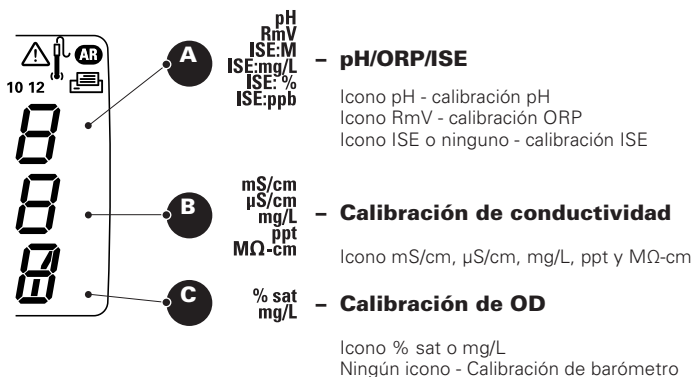 AR
10 12
8
8
8
A
pH
RmV
ISE:M
ISE:mg/L
ISE: %
ISE:ppb
– pH/ORP/ISE
Icono pH - calibración pH
Icono RmV - calibración ORP
Icono ISE o ninguno - calibración ISE
B
mS/cm
µS/cm
mg/L
ppt
MΩ-cm
– Calibración de conductividad
Icono mS/cm, µS/cm, mg/L, ppt y MΩ-cm
C
% sat
mg/L
– Calibración de OD
Icono % sat o mg/L
Ningún icono - Calibración de barómetro